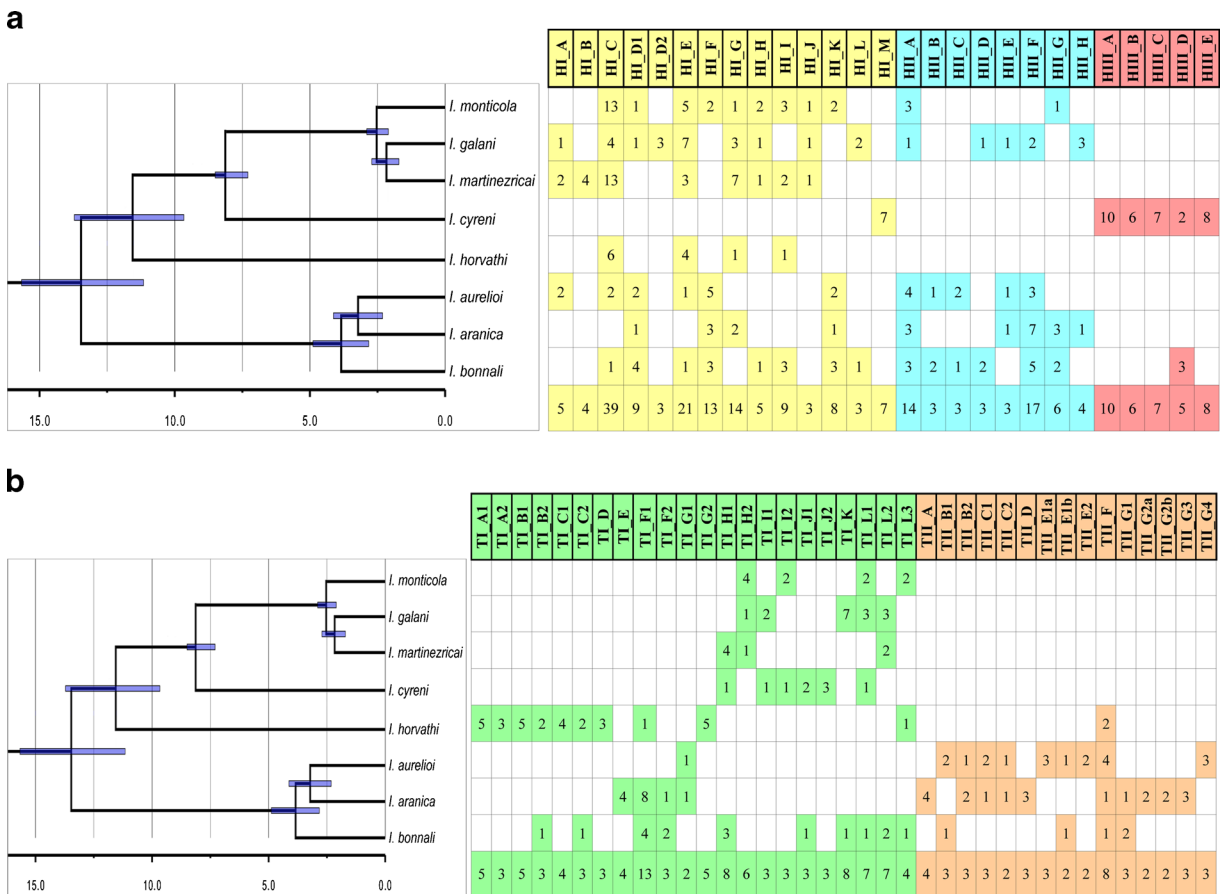 a
HI_A HI_B HI_C HI_D1 HI_D2 HI_E HI_F HI_G HI_H HI_I HI_J HI_K HI_L HI_M HII_A HII_B HII_C HII_D HII_E HII_F HII_G HII_H HIII_A HIII_B HIII_C HIII_D HIII_E
I. monticola 13 1 5 2 1 2 3 1 2 3 1
I. galani 1 4 1 3 7 3 1 1 2 1 1 1 2 3
I. martinezricai 2 4 13 3 7 1 2 1
I. cyreni 7 10 6 7 2 8
I. horvathi 6 4 1 1
I. aurelioi 2 2 2 1 5 2 4 1 2 1 3
I. aranica 1 3 2 1 3 1 7 3 1
I. bonnali 1 4 1 3 1 3 3 1 3 2 1 2 5 2 3
5 4 39 9 3 21 13 14 5 9 3 8 3 7 14 3 3 3 3 17 6 4 10 6 7 5 8
15.0 10.0 5.0 0.0
b
TI_A1 TI_A2 TI_B1 TI_B2 TI_C1 TI_C2 TI_D TI_E TI_F1 TI_F2 TI_G1 TI_G2 TI_H1 TI_H2 TI_I1 TI_I2 TI_J1 TI_J2 TI_K TI_L1 TI_L2 TI_L3 TII_A TII_B1 TII_B2 TII_C1 TII_C2 TII_D TII_E1a TII_E1b TII_E2 TII_F TII_G1 TII_G2a TII_G2b TII_G3 TII_G4
I. monticola 4 2 2 2
I. galani 1 2 7 3 3
I. martinezricai 4 1 2
I. cyreni 1 1 1 2 3 1
I. horvathi 5 3 5 2 4 2 3 1 5 1 2
I. aurelioi 1 2 1 2 1 3 1 2 4 3
I. aranica 4 8 1 1 4 2 1 1 3 1 1 2 2 3
I. bonnali 1 1 4 2 3 1 1 1 2 1 1 1 1 2
5 3 5 3 4 3 3 4 13 3 2 5 8 6 3 3 3 3 8 7 7 4 4 3 3 3 2 3 3 2 2 8 3 2 2 3 3
15.0 10.0 5.0 0.0